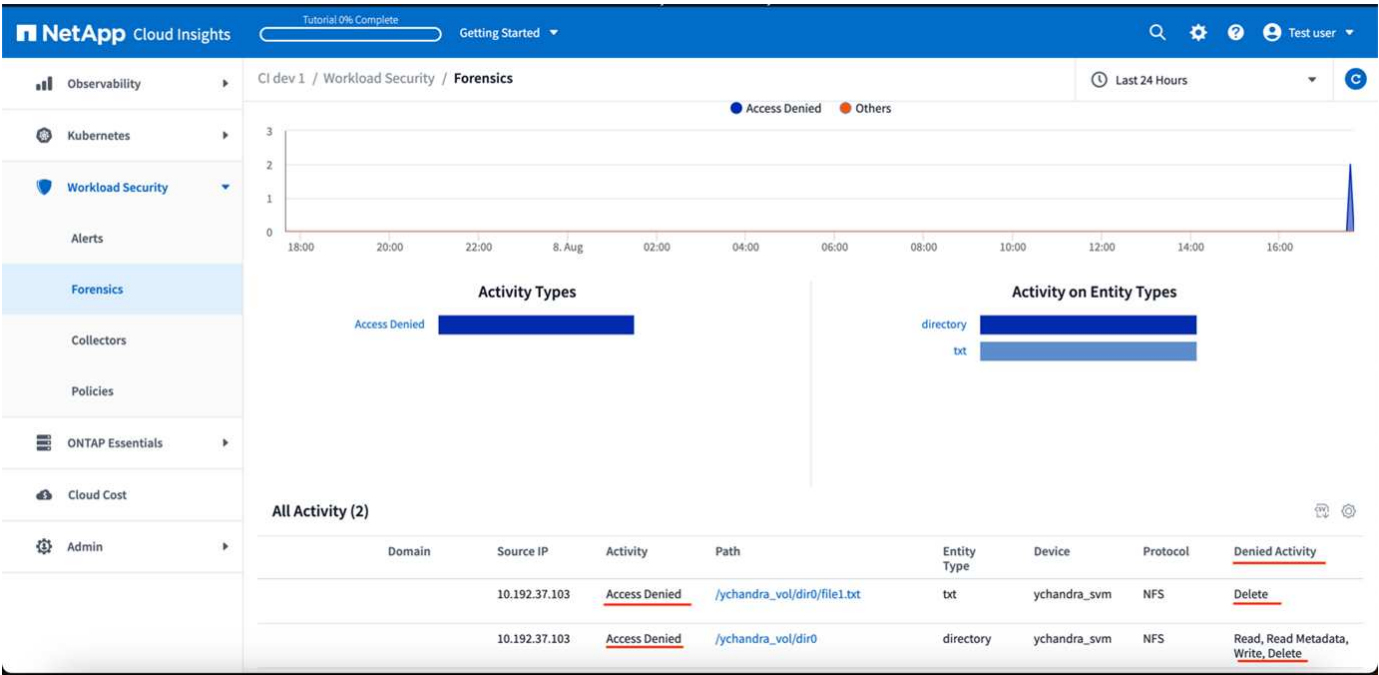 Tutorial 0% Complete
NetApp Cloud Insights
Getting Started
Test user
Observability
Kubernetes
Workload Security
Alerts
Forensics
Collectors
Policies
ONTAP Essentials
Cloud Cost
Admin
CI dev 1 / Workload Security / Forensics
Last 24 Hours
Access Denied Others
3
2
1
0
18:00 20:00 22:00 8. Aug 02:00 04:00 06:00 08:00 10:00 12:00 14:00 16:00
Activity Types
Access Denied
Activity on Entity Types
directory
txt
All Activity (2)
Domain Source IP Activity Path Entity Type Device Protocol Denied Activity
10.192.37.103 Access Denied /ychandra_vol/dir0/file1.txt txt ychandra_svm NFS Delete
10.192.37.103 Access Denied /ychandra_vol/dir0 directory ychandra_svm NFS Read, Read Metadata,
Write, Delete